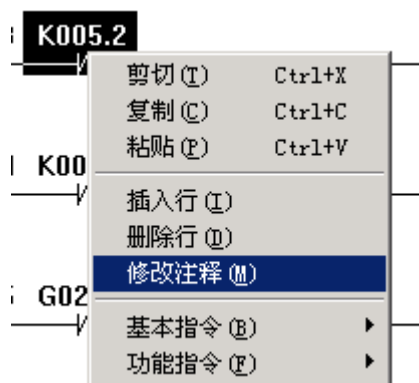 K005.2
剪切(T) Ctrl+X
复制(C) Ctrl+C
粘贴(P) Ctrl+V
K00
插入行(I)
删除行(D)
修改注释(M)
G02
基本指令(B)
功能指令(F)